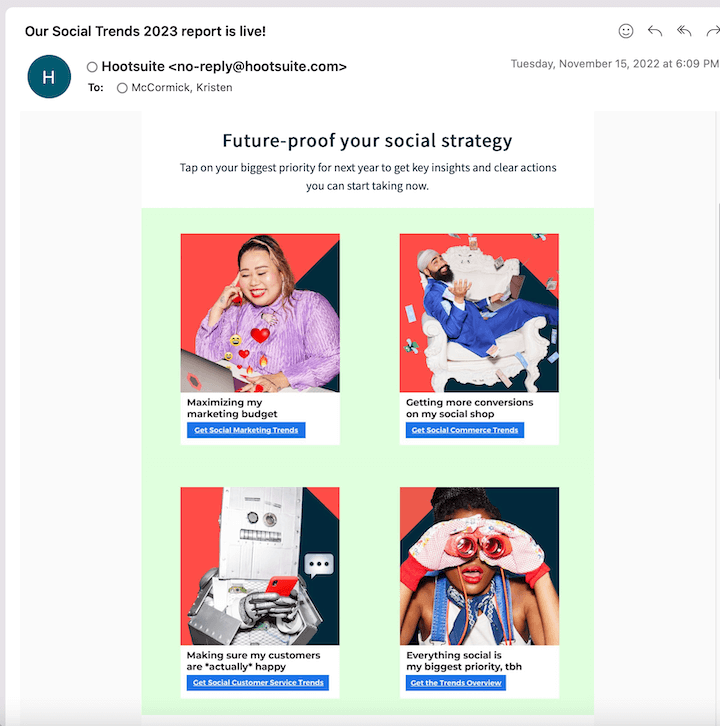 Our Social Trends 2023 report is live!
H
Hootsuite <no-reply@hootsuite.com>
Tuesday, November 15, 2022 at 6:09 PM
To: McCormick, Kristen
Future-proof your social strategy
Tap on your biggest priority for next year to get key insights and clear actions
you can start taking now.
Maximizing my
marketing budget
Get Social Marketing Trends
Getting more conversions
on my social shop
Get Social Commerce Trends
Making sure my customers
are *actually* happy
Get Social Customer Service Trends
Everything social is
my biggest priority, tbh
Get the Trends Overview